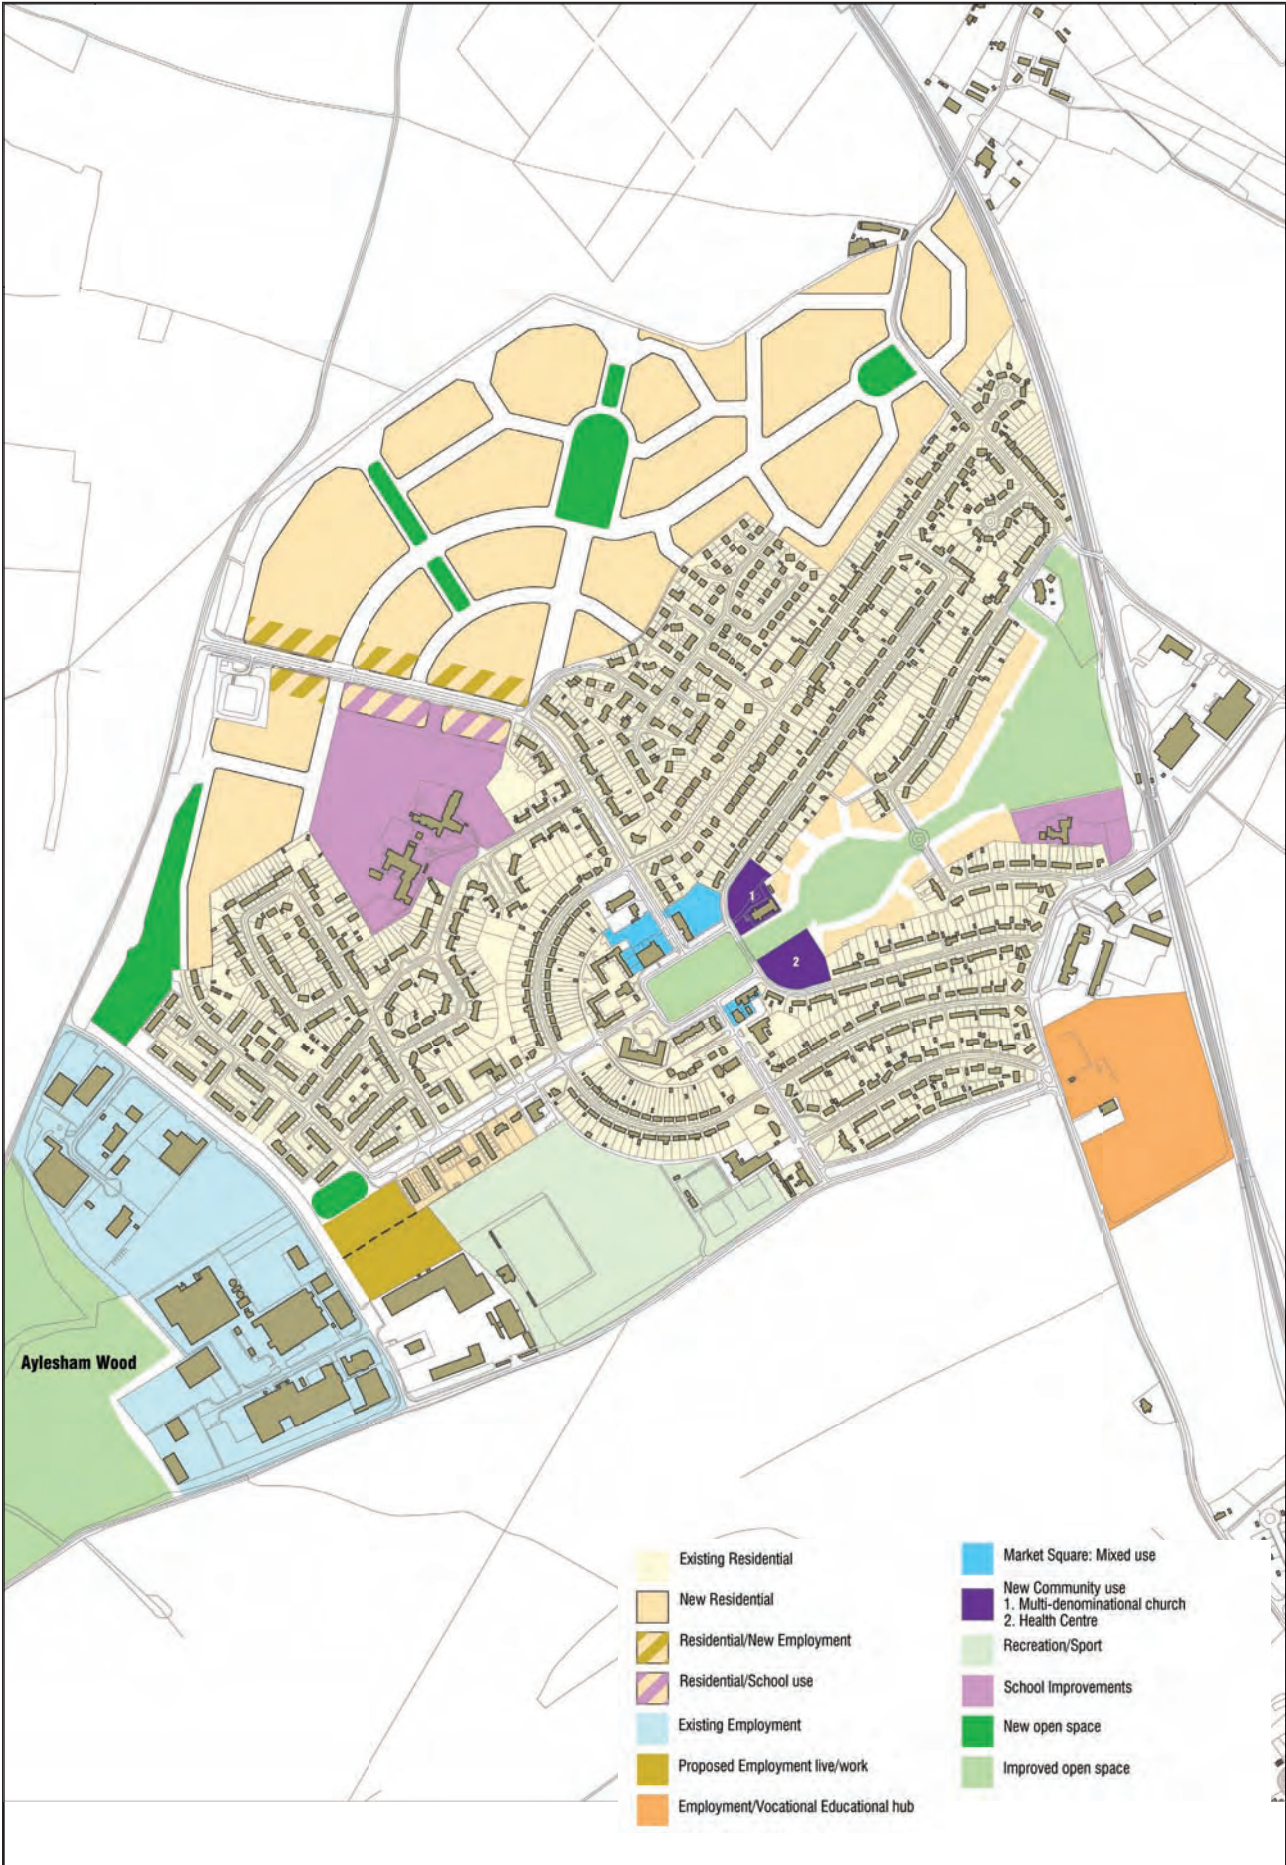 1
2
Aylesham Wood
Existing Residential
New Residential
Residential/New Employment
Residential/School use
Existing Employment
Proposed Employment live/work
Employment/Vocational Educational hub
Market Square: Mixed use
New Community use
1. Multi-denominational church
2. Health Centre
Recreation/Sport
School Improvements
New open space
Improved open space